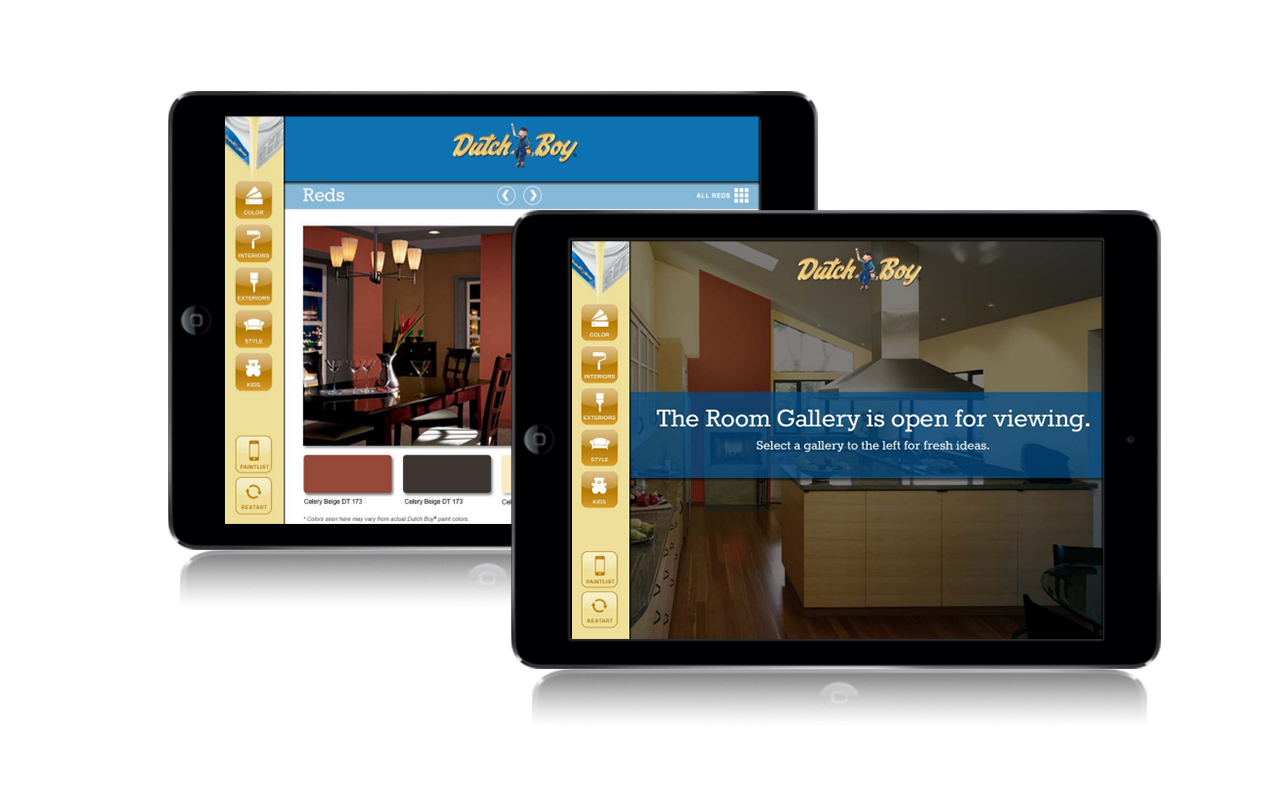 Dutch Boy
Reds
ALL REDS
COLOR
INTERIORS
EXTERIORS
STYLE
KIDS
PAINTLIST
RESTART
Celery Beige DT 173
Celery Beige DT 173
* Colors seen here may vary from actual Dutch Boy® paint colors.
Dutch Boy
COLOR
INTERIORS
EXTERIORS
STYLE
KIDS
PAINTLIST
RESTART
The Room Gallery is open for viewing.
Select a gallery to the left for fresh ideas.